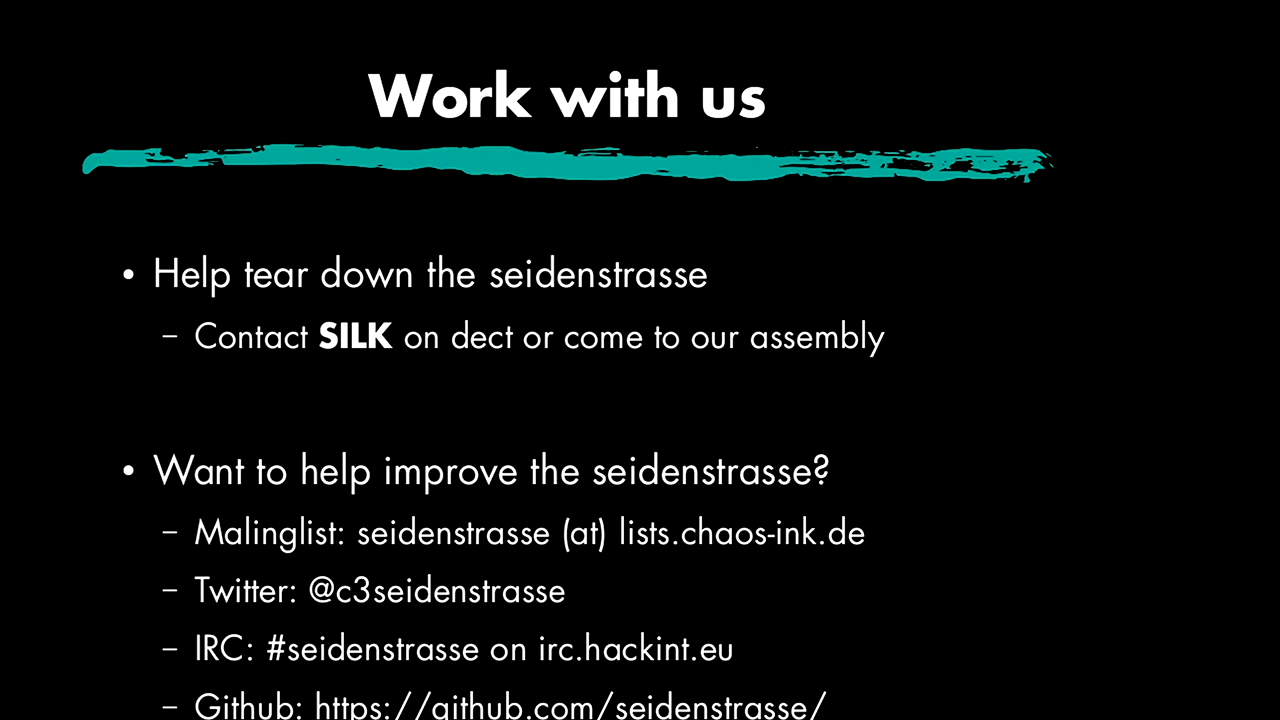 Work with us
• Help tear down the seidenstrasse
– Contact SILK on dect or come to our assembly
• Want to help improve the seidenstrasse?
– Malinglist: seidenstrasse (at) lists.chaos-ink.de
– Twitter: @c3seidenstrasse
– IRC: #seidenstrasse on irc.hackint.eu
– Github: https://github.com/seidenstrasse/